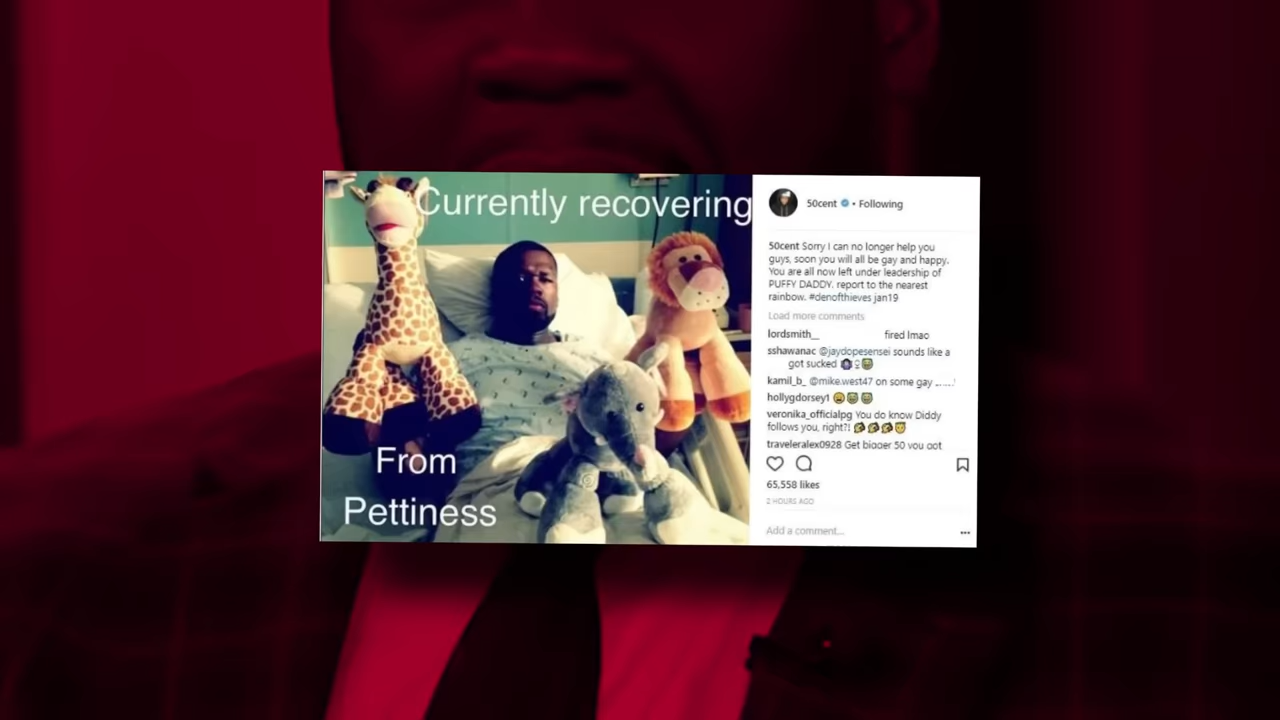 Currently recovering
From
Pettiness
50cent • Following
50cent Sorry I can no longer help you
guys, soon you will all be gay and happy.
You are all now left under leadership of
PUFFY DADDY. report to the nearest
rainbow. #denofthieves jan19
Load more comments
lordsmith__ fired lmao
sshawanac @jaydopesensei sounds like a
got sucked
kamil_b_ @mike.west47 on some gay
hollygdorsey1
veronika_officialpg You do know Diddy
follows you, right?!
traveleralex0928 Get bigger 50 you got
65,558 likes
2 HOURS AGO
Add a comment...